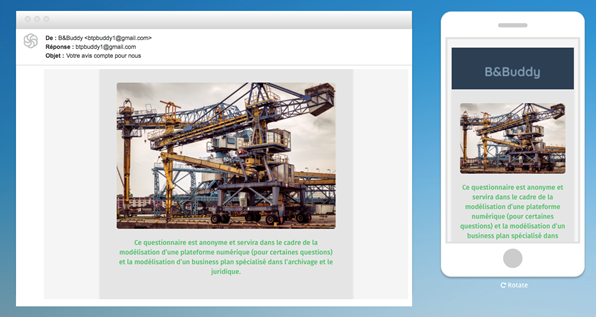 De : B&Buddy <btpbuddy1@gmail.com>
Réponse : btpbuddy1@gmail.com
Objet : Votre avis compte pour nous
Ce questionnaire est anonyme et servira dans le cadre de la
modélisation d'une plateforme numérique (pour certaines questions)
et la modélisation d'un business plan spécialisé dans l'archivage et le
juridique.
B&Buddy
Ce questionnaire est anonyme et
servira dans le cadre de la
modélisation d'une plateforme
numérique (pour certaines
questions) et la modélisation d'un
business plan spécialisé dans
Rotate